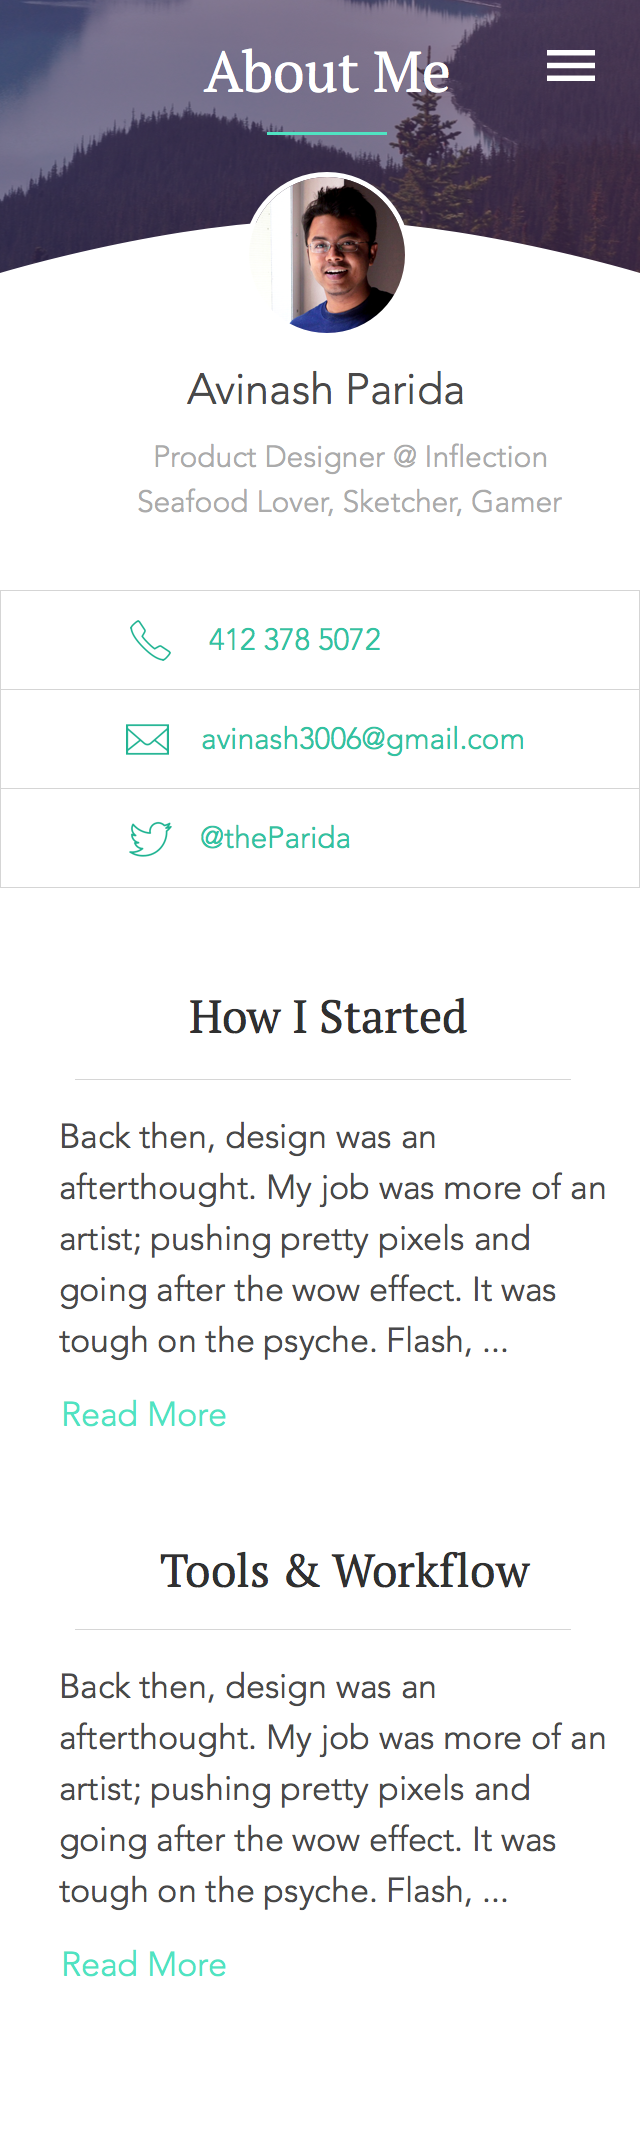 About Me
Avinash Parida
Product Designer @ Inflection
Seafood Lover, Sketcher, Gamer
412 378 5072
avinash3006@gmail.com
@theParida
How I Started
Back then, design was an
afterthought. My job was more of an
artist; pushing pretty pixels and
going after the wow effect. It was
tough on the psyche. Flash, ...
Read More
Tools & Workflow
Back then, design was an
afterthought. My job was more of an
artist; pushing pretty pixels and
going after the wow effect. It was
tough on the psyche. Flash, ...
Read More